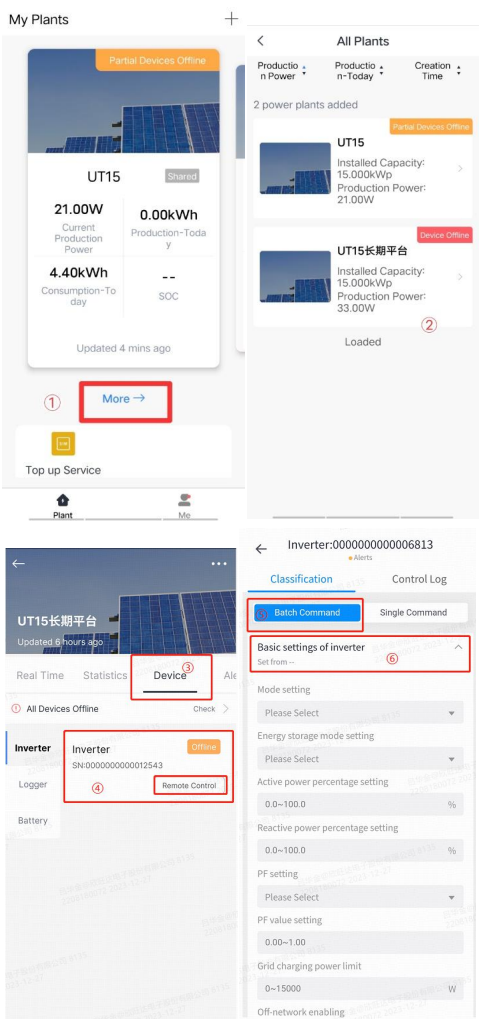 My Plants
Partial Devices Offline
UT15
Shared
21.00W
Current
Production
Power
0.00kWh
Production-Toda
y
4.40kWh
Consumption-To
day
--
SOC
Updated 4 mins ago
①
More →
Top up Service
Plant
Me
All Plants
Productio
n Power
Productio
n-Today
Creation
Time
2 power plants added
Partial Devices Offline
UT15
Installed Capacity:
15.000kWp
Production Power:
21.00W
Device Offline
UT15长期平台
Installed Capacity:
15.000kWp
Production Power:
33.00W
②
Loaded
UT15长期平台
Updated 6 hours ago
Real Time
Statistics
Device
③
Ale
All Devices Offline
Check
Inverter
Logger
Battery
Inverter
Offline
SN:0000000000012543
④
Remote Control
Inverter:0000000000006813
Alerts
Classification
Control Log
⑤
Batch Command
Single Command
Basic settings of inverter
Set from --
⑥
Mode setting
Please Select
Energy storage mode setting
Please Select
Active power percentage setting
0.0~100.0
%
Reactive power percentage setting
0.0~100.0
%
PF setting
Please Select
PF value setting
0.00~1.00
Grid charging power limit
0~15000
W
Off-network enabling